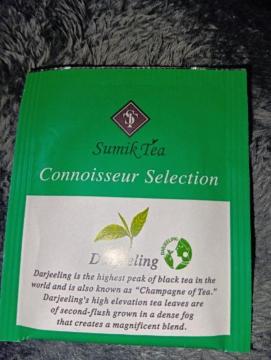 Sumik Tea
Connoisseur Selection
Darjeeling
Darjeeling is the highest peak of black tea in the
world and is also known as "Champagne of Tea."
Darjeeling's high elevation tea leaves are
of second-flush grown in a dense fog
that creates a magnificent blend.